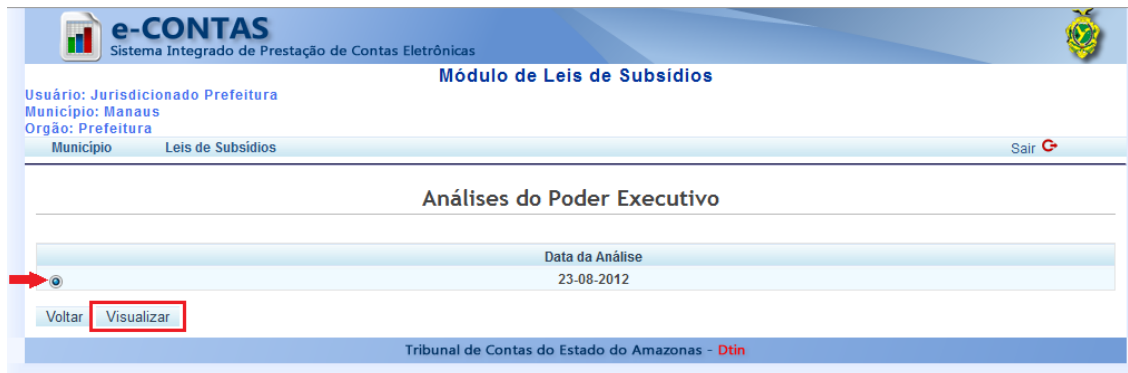 e-CONTAS
Sistema Integrado de Prestação de Contas Eletrônicas
Módulo de Leis de Subsídios
Usuário: Jurisdicionado Prefeitura
Município: Manaus
Orgão: Prefeitura
Município Leis de Subsídios Sair
Análises do Poder Executivo
Data da Análise
23-08-2012
Voltar Visualizar
Tribunal de Contas do Estado do Amazonas - Dtin